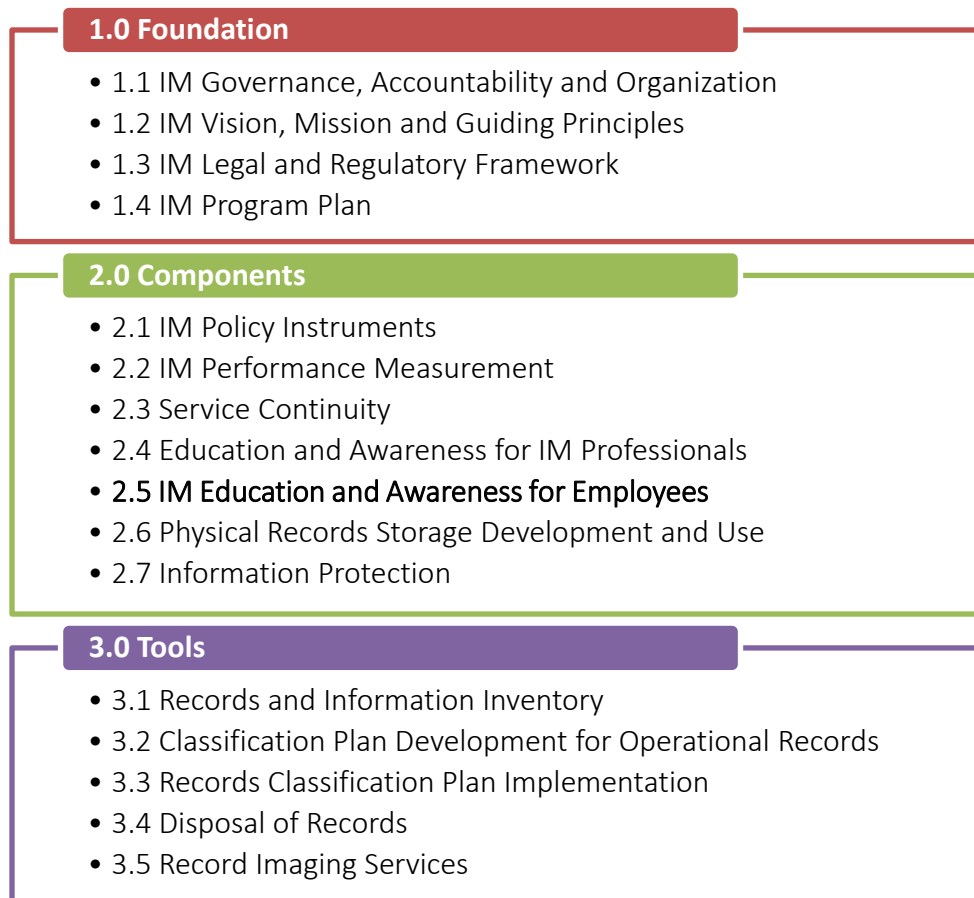 1.0 Foundation
• 1.1 IM Governance, Accountability and Organization
• 1.2 IM Vision, Mission and Guiding Principles
• 1.3 IM Legal and Regulatory Framework
• 1.4 IM Program Plan
2.0 Components
• 2.1 IM Policy Instruments
• 2.2 IM Performance Measurement
• 2.3 Service Continuity
• 2.4 Education and Awareness for IM Professionals
• 2.5 IM Education and Awareness for Employees
• 2.6 Physical Records Storage Development and Use
• 2.7 Information Protection
3.0 Tools
• 3.1 Records and Information Inventory
• 3.2 Classification Plan Development for Operational Records
• 3.3 Records Classification Plan Implementation
• 3.4 Disposal of Records
• 3.5 Record Imaging Services